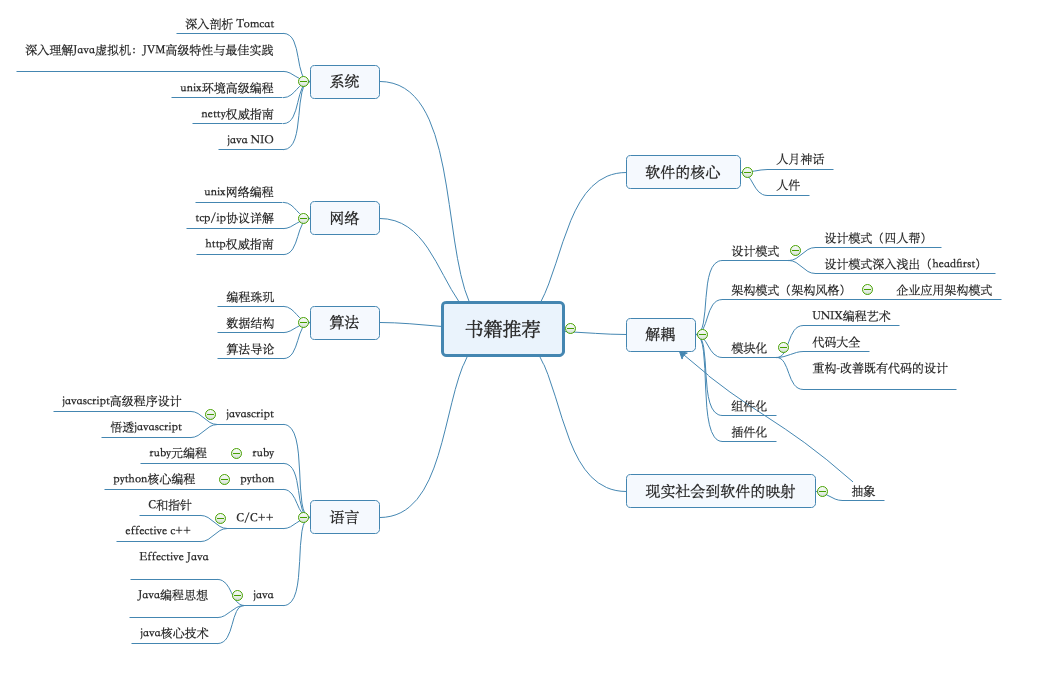 书籍推荐
系统
深入剖析 Tomcat
深入理解Java虚拟机：JVM高级特性与最佳实践
unix环境高级编程
netty权威指南
java NIO
网络
unix网络编程
tcp/ip协议详解
http权威指南
算法
编程珠玑
数据结构
算法导论
语言
javascript
javascript高级程序设计
悟透javascript
ruby
ruby元编程
python
python核心编程
C/C++
C和指针
effective c++
java
Effective Java
Java编程思想
java核心技术
软件的核心
人月神话
人件
解耦
设计模式
设计模式（四人帮）
设计模式深入浅出（headfirst）
架构模式（架构风格）
企业应用架构模式
模块化
UNIX编程艺术
代码大全
重构-改善既有代码的设计
组件化
插件化
现实社会到软件的映射
抽象